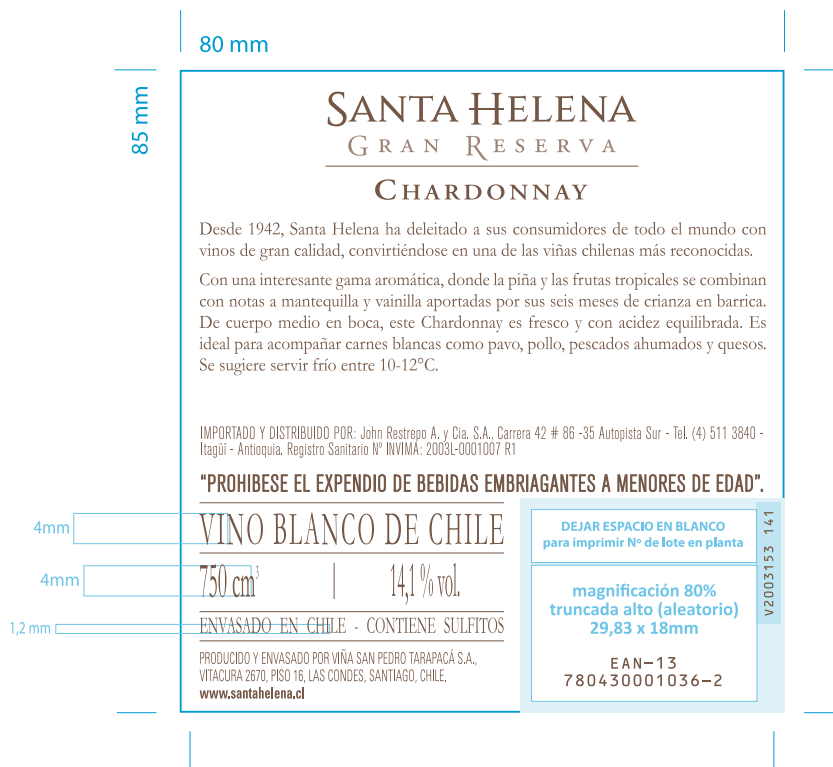 80 mm
85 mm
SANTA HELENA
GRAN RESERVA
CHARDONNAY
Desde 1942, Santa Helena ha deleitado a sus consumidores de todo el mundo con
vinos de gran calidad, convirtiéndose en una de las viñas chilenas más reconocidas.
Con una interesante gama aromática, donde la piña y las frutas tropicales se combinan
con notas a mantequilla y vainilla aportadas por sus seis meses de crianza en barrica.
De cuerpo medio en boca, este Chardonnay es fresco y con acidez equilibrada. Es
ideal para acompañar carnes blancas como pavo, pollo, pescados ahumados y quesos.
Se sugiere servir frío entre 10-12°C.
IMPORTADO Y DISTRIBUIDO POR: John Restrepo A. y Cia. S.A., Carrera 42 # 86 -35 Autopista Sur - Tel. (4) 511 3840 -
Itagüí - Antioquia. Registro Sanitario Nº INVIMA: 2003L-0001007 R1
"PROHIBESE EL EXPENDIO DE BEBIDAS EMBRIAGANTES A MENORES DE EDAD".
4mm
VINO BLANCO DE CHILE
4mm
750 cm³ | 14,1 % vol.
1,2 mm
ENVASADO EN CHILE - CONTIENE SULFITOS
PRODUCIDO Y ENVASADO POR VIÑA SAN PEDRO TARAPACÁ S.A.,
VITACURA 2670, PISO 16, LAS CONDES, SANTIAGO, CHILE.
www.santahelena.cl
DEJAR ESPACIO EN BLANCO
para imprimir Nº de lote en planta
V2003153 141
magnificación 80%
truncada alto (aleatorio)
29,83 x 18mm
EAN-13
780430001036-2